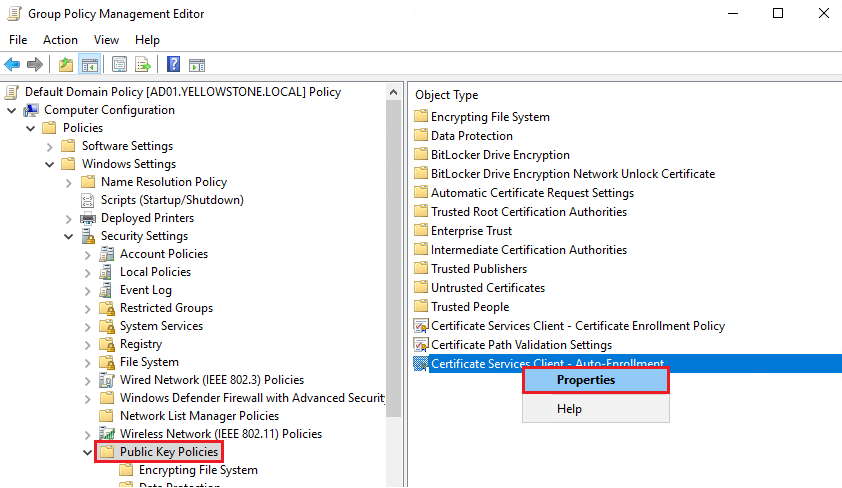 Group Policy Management Editor
File Action View Help
Default Domain Policy [AD01.YELLOWSTONE.LOCAL] Policy
Computer Configuration
Policies
Software Settings
Windows Settings
Name Resolution Policy
Scripts (Startup/Shutdown)
Deployed Printers
Security Settings
Account Policies
Local Policies
Event Log
Restricted Groups
System Services
Registry
File System
Wired Network (IEEE 802.3) Policies
Windows Defender Firewall with Advanced Securit
Network List Manager Policies
Wireless Network (IEEE 802.11) Policies
Public Key Policies
Encrypting File System
Data Protection
Object Type
Encrypting File System
Data Protection
BitLocker Drive Encryption
BitLocker Drive Encryption Network Unlock Certificate
Automatic Certificate Request Settings
Trusted Root Certification Authorities
Enterprise Trust
Intermediate Certification Authorities
Trusted Publishers
Untrusted Certificates
Trusted People
Certificate Services Client - Certificate Enrollment Policy
Certificate Path Validation Settings
Certificate Services Client - Auto-Enrollment
Properties
Help